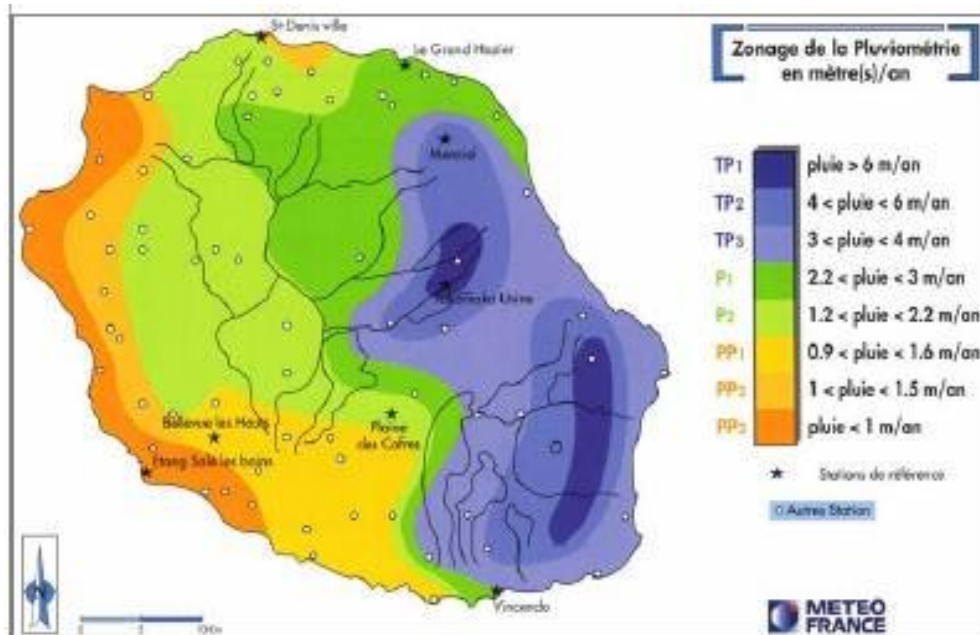 St Denis ville
Le Grand Hazier
Zonage de la Pluviométrie
en mètre(s)/an
Menciol
TP1 pluie > 6 m/an
TP2 4 < pluie < 6 m/an
TP3 3 < pluie < 4 m/an
P1 2.2 < pluie < 3 m/an
P2 1.2 < pluie < 2.2 m/an
PP1 0.9 < pluie < 1.6 m/an
PP2 1 < pluie < 1.5 m/an
PP3 pluie < 1 m/an
Takamaka Usine
Bellevue les Hauts
Plaine
des Cafres
Etang Salé les bains
Stations de référence
Autres Station
Vincendo
METEO
FRANCE